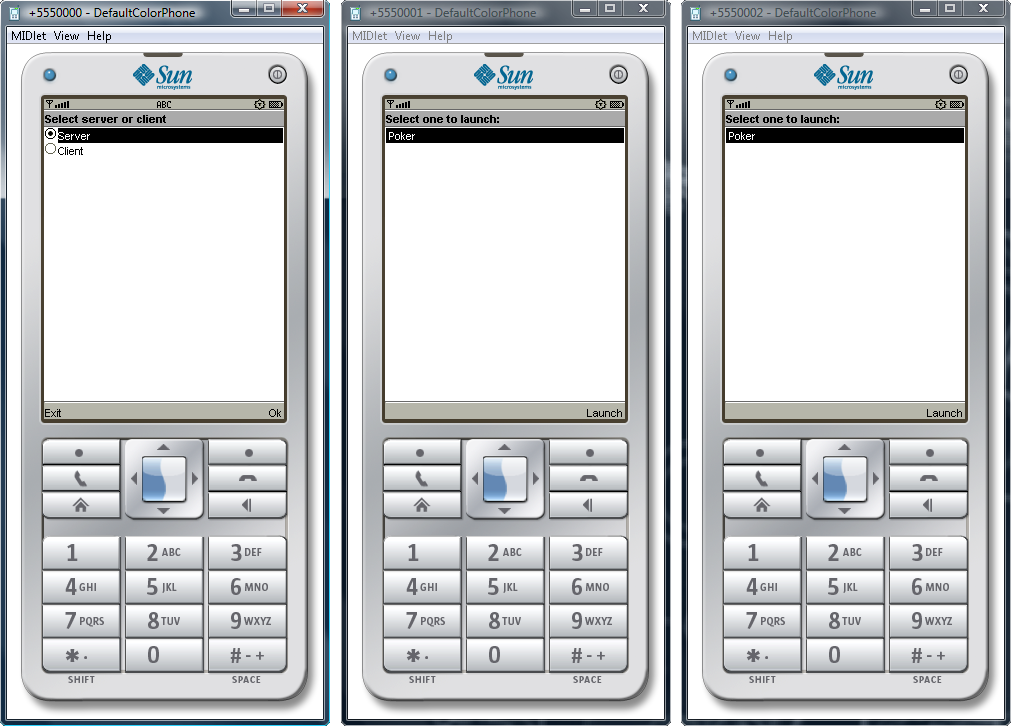 +5550000 - DefaultColorPhone
MIDlet View Help
Sun
microsystems
ABC
Select server or client
Server
Client
Exit Ok
1 2 ABC 3 DEF
4 GHI 5 JKL 6 MNO
7 PQRS 8 TUV 9 WXYZ
* . 0 # - +
SHIFT SPACE
+5550001 - DefaultColorPhone
MIDlet View Help
Sun
microsystems
Select one to launch:
Poker
Launch
1 2 ABC 3 DEF
4 GHI 5 JKL 6 MNO
7 PQRS 8 TUV 9 WXYZ
* . 0 # - +
SHIFT SPACE
+5550002 - DefaultColorPhone
MIDlet View Help
Sun
microsystems
Select one to launch:
Poker
Launch
1 2 ABC 3 DEF
4 GHI 5 JKL 6 MNO
7 PQRS 8 TUV 9 WXYZ
* . 0 # - +
SHIFT SPACE